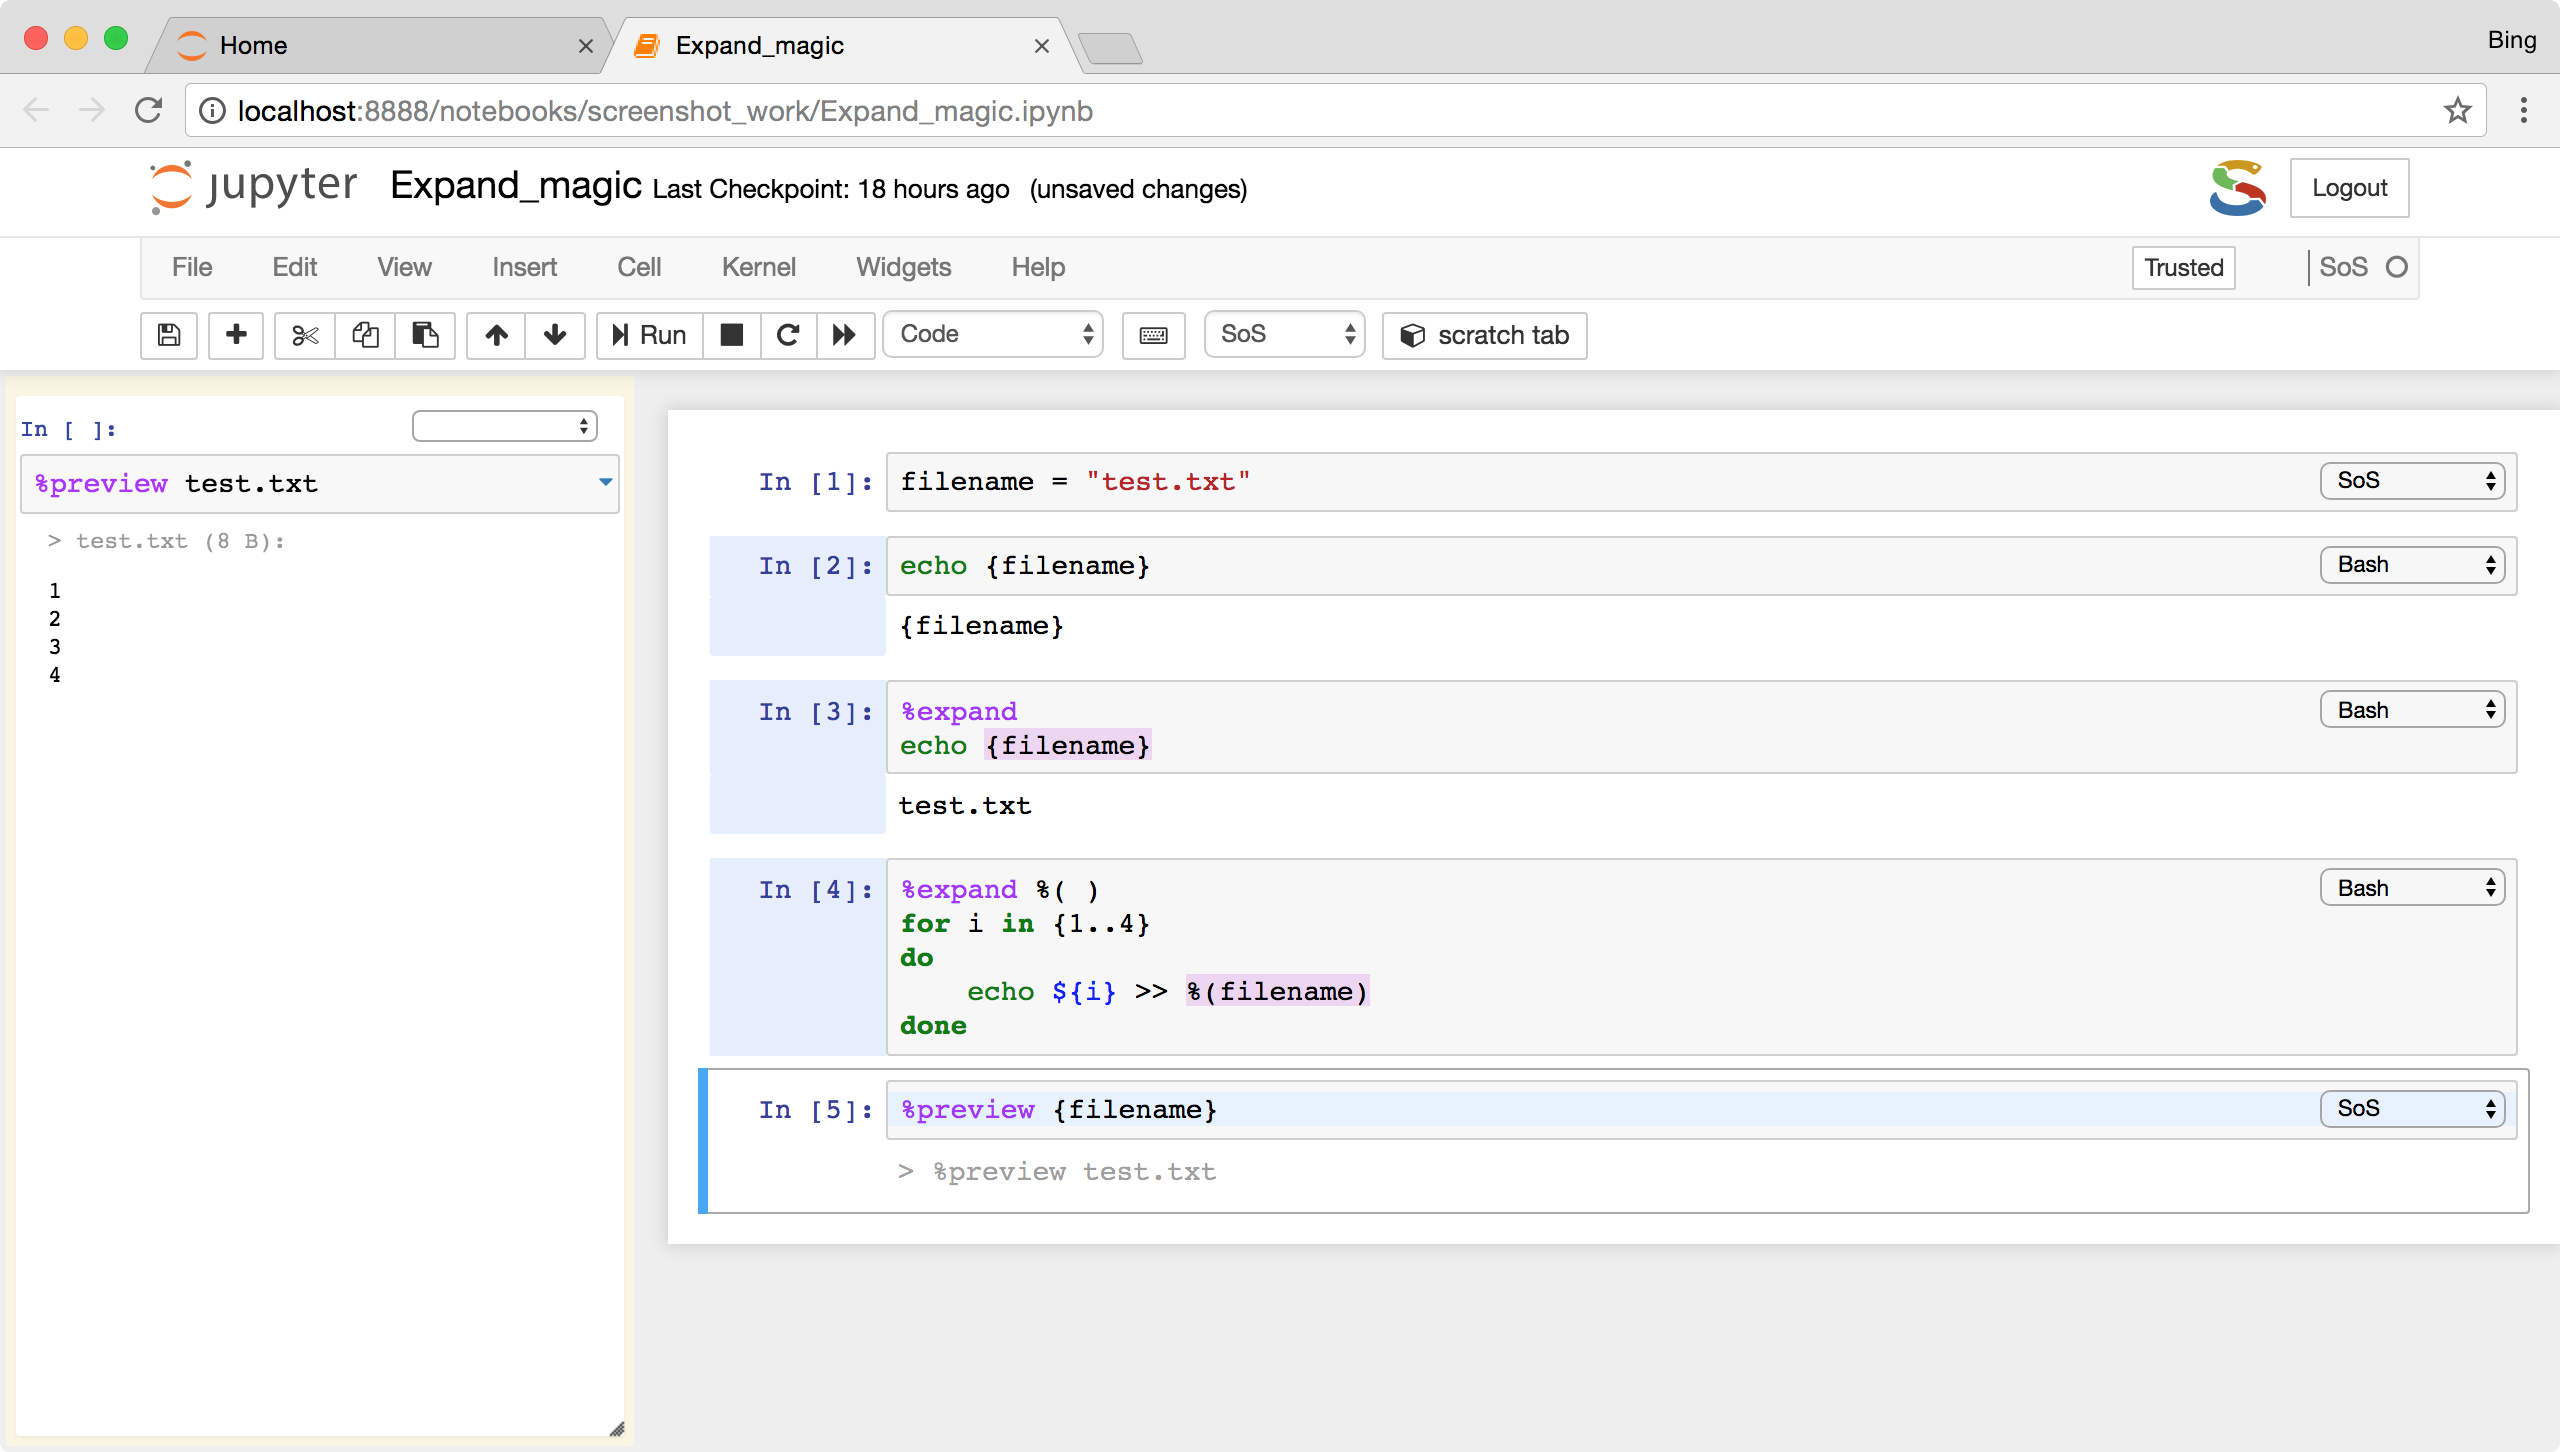 Home
Expand_magic
Bing
localhost:8888/notebooks/screenshot_work/Expand_magic.ipynb
jupyter Expand_magic Last Checkpoint: 18 hours ago (unsaved changes)
Logout
File Edit View Insert Cell Kernel Widgets Help
Trusted
SoS
Run
Code
SoS
scratch tab
In [ ]:
%preview test.txt
> test.txt (8 B):
1
2
3
4
In [1]: filename = "test.txt"
SoS
In [2]: echo {filename}
Bash
{filename}
In [3]: %expand
Bash
echo {filename}
test.txt
In [4]: %expand %( )
Bash
for i in {1..4}
do
echo ${i} >> %(filename)
done
In [5]: %preview {filename}
SoS
> %preview test.txt